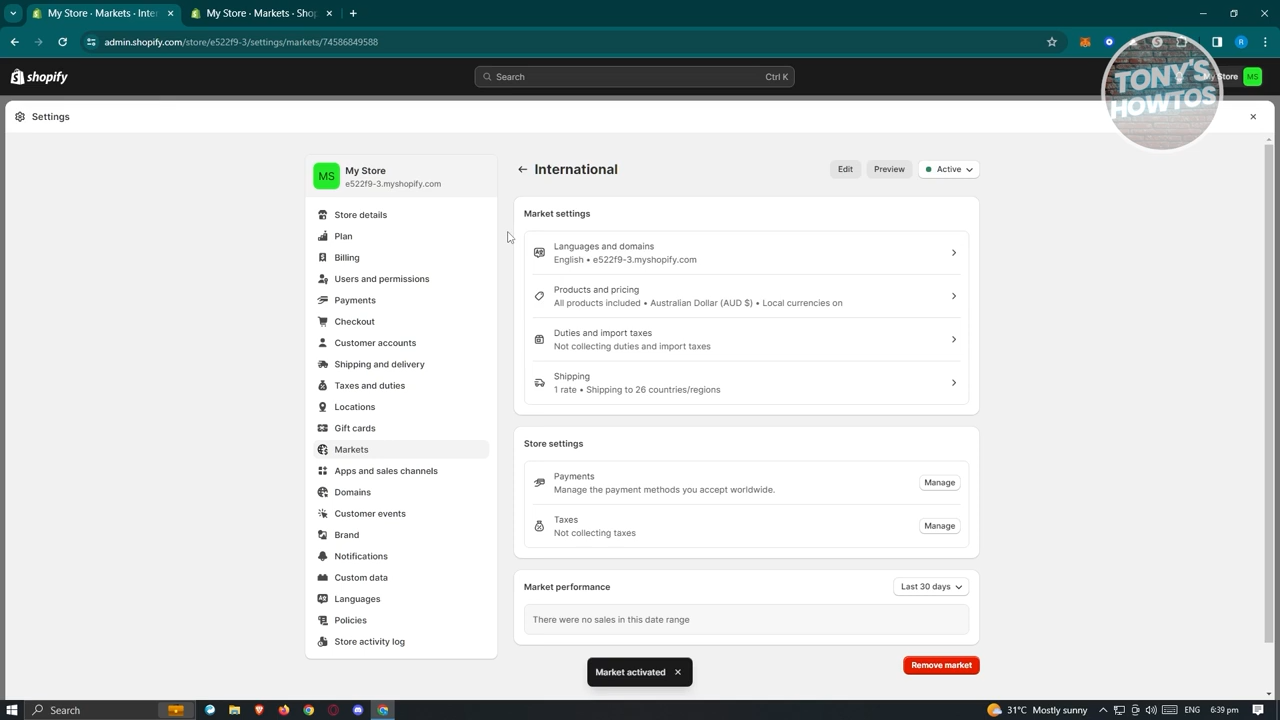 My Store • Markets • Inter
My Store • Markets • Shop
admin.shopify.com/store/e522f9-3/settings/markets/74586849588
R
shopify
Search
Ctrl K
My Store
MS
TONY'S
HOWTOS
Settings
MS
My Store
e522f9-3.myshopify.com
Store details
Plan
Billing
Users and permissions
Payments
Checkout
Customer accounts
Shipping and delivery
Taxes and duties
Locations
Gift cards
Markets
Apps and sales channels
Domains
Customer events
Brand
Notifications
Custom data
Languages
Policies
Store activity log
International
Edit
Preview
Active
Market settings
Languages and domains
English • e522f9-3.myshopify.com
Products and pricing
All products included • Australian Dollar (AUD $) • Local currencies on
Duties and import taxes
Not collecting duties and import taxes
Shipping
1 rate • Shipping to 26 countries/regions
Store settings
Payments
Manage the payment methods you accept worldwide.
Manage
Taxes
Not collecting taxes
Manage
Market performance
Last 30 days
There were no sales in this date range
Market activated
Remove market
Search
31°C Mostly sunny
ENG
6:39 pm